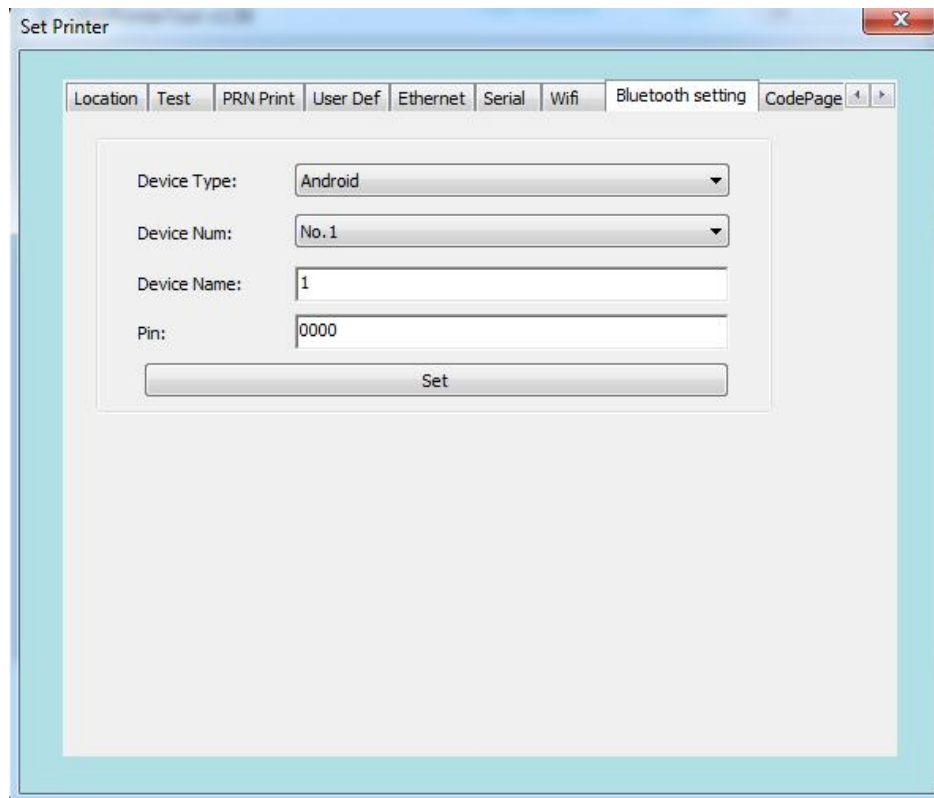 Set Printer
Location Test PRN Print User Def Ethernet Serial Wifi Bluetooth setting CodePage
Device Type: Android
Device Num: No.1
Device Name: 1
Pin: 0000
Set